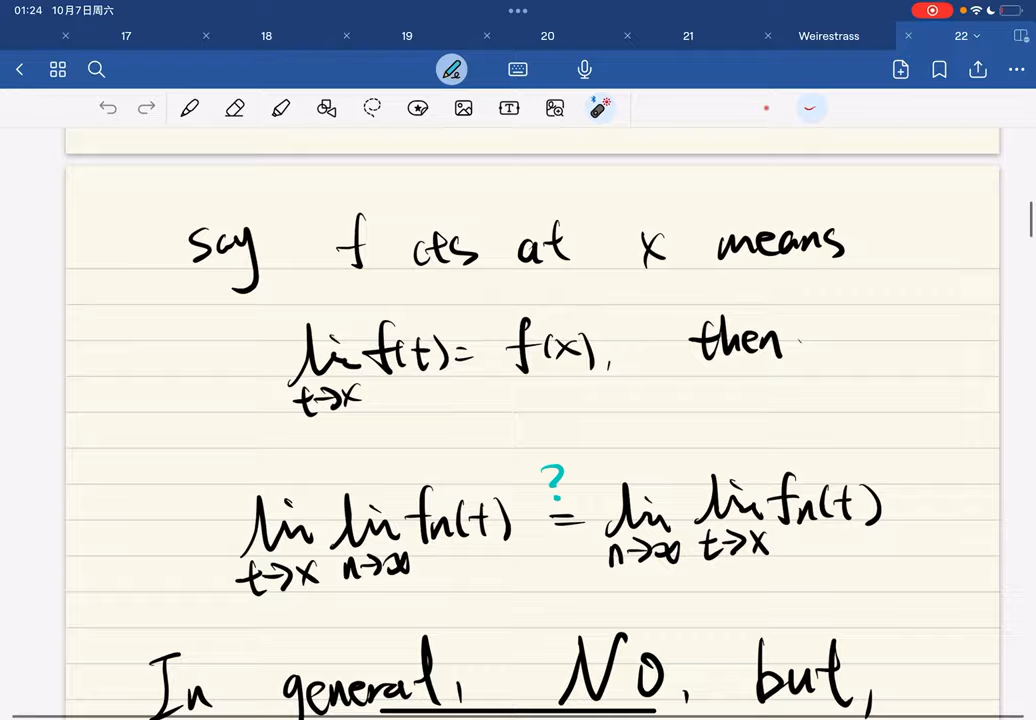 01:24 10月7日周六
17 18 19 20 21 Weirestrass 22
say f cts at x means
lim f(t) = f(x), then
t→x
lim lim fn(t) ?= lim lim fn(t)
t→x n→∞ n→∞ t→x
In general, NO, but,